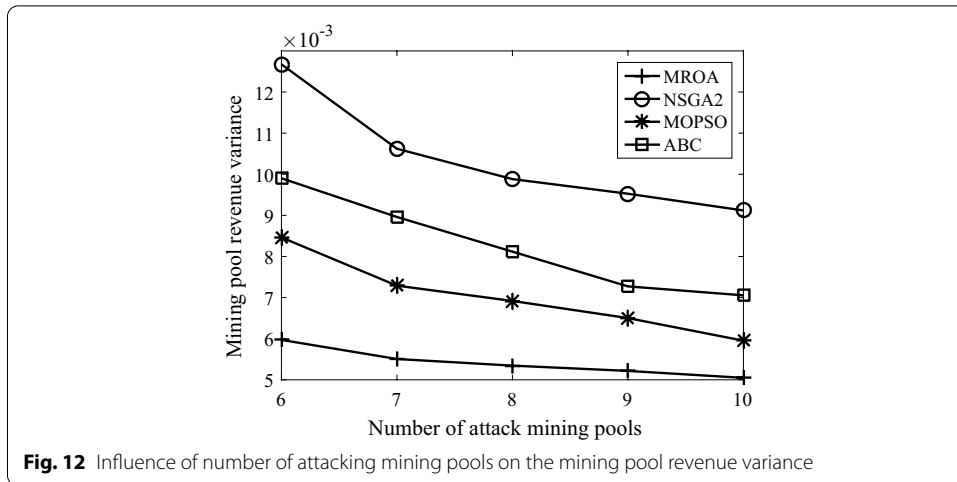 ×10⁻³
12
11
10
9
8
7
6
5
Mining pool revenue variance
MROA
NSGA2
MOPSO
ABC
6 7 8 9 10
Number of attack mining pools
Fig. 12 Influence of number of attacking mining pools on the mining pool revenue variance